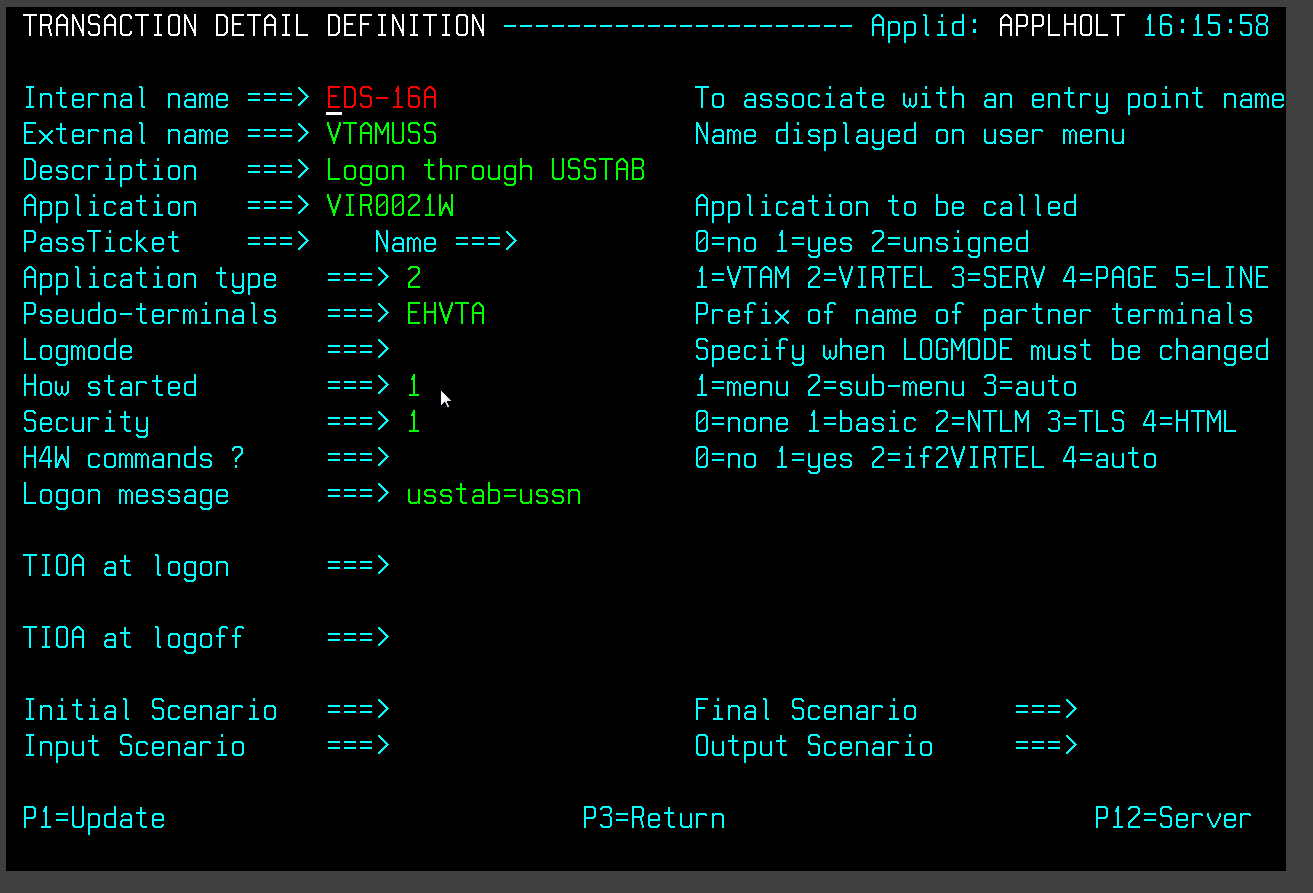 TRANSACTION DETAIL DEFINITION ---------------------- Applid: APPLHOLT 16:15:58
Internal name ===> EDS-16A To associate with an entry point name
External name ===> VTAMUSS Name displayed on user menu
Description ===> Logon through USSTAB
Application ===> VIR0021W Application to be called
PassTicket ===> Name ===> 0=no 1=yes 2=unsigned
Application type ===> 2 1=VTAM 2=VIRTEL 3=SERV 4=PAGE 5=LINE
Pseudo-terminals ===> EHVTA Prefix of name of partner terminals
Logmode ===> Specify when LOGMODE must be changed
How started ===> 1 1=menu 2=sub-menu 3=auto
Security ===> 1 0=none 1=basic 2=NTLM 3=TLS 4=HTML
H4W commands ? ===> 0=no 1=yes 2=if2VIRTEL 4=auto
Logon message ===> usstab=ussn
TIOA at logon ===>
TIOA at logoff ===>
Initial Scenario ===> Final Scenario ===>
Input Scenario ===> Output Scenario ===>
P1=Update P3=Return P12=Server